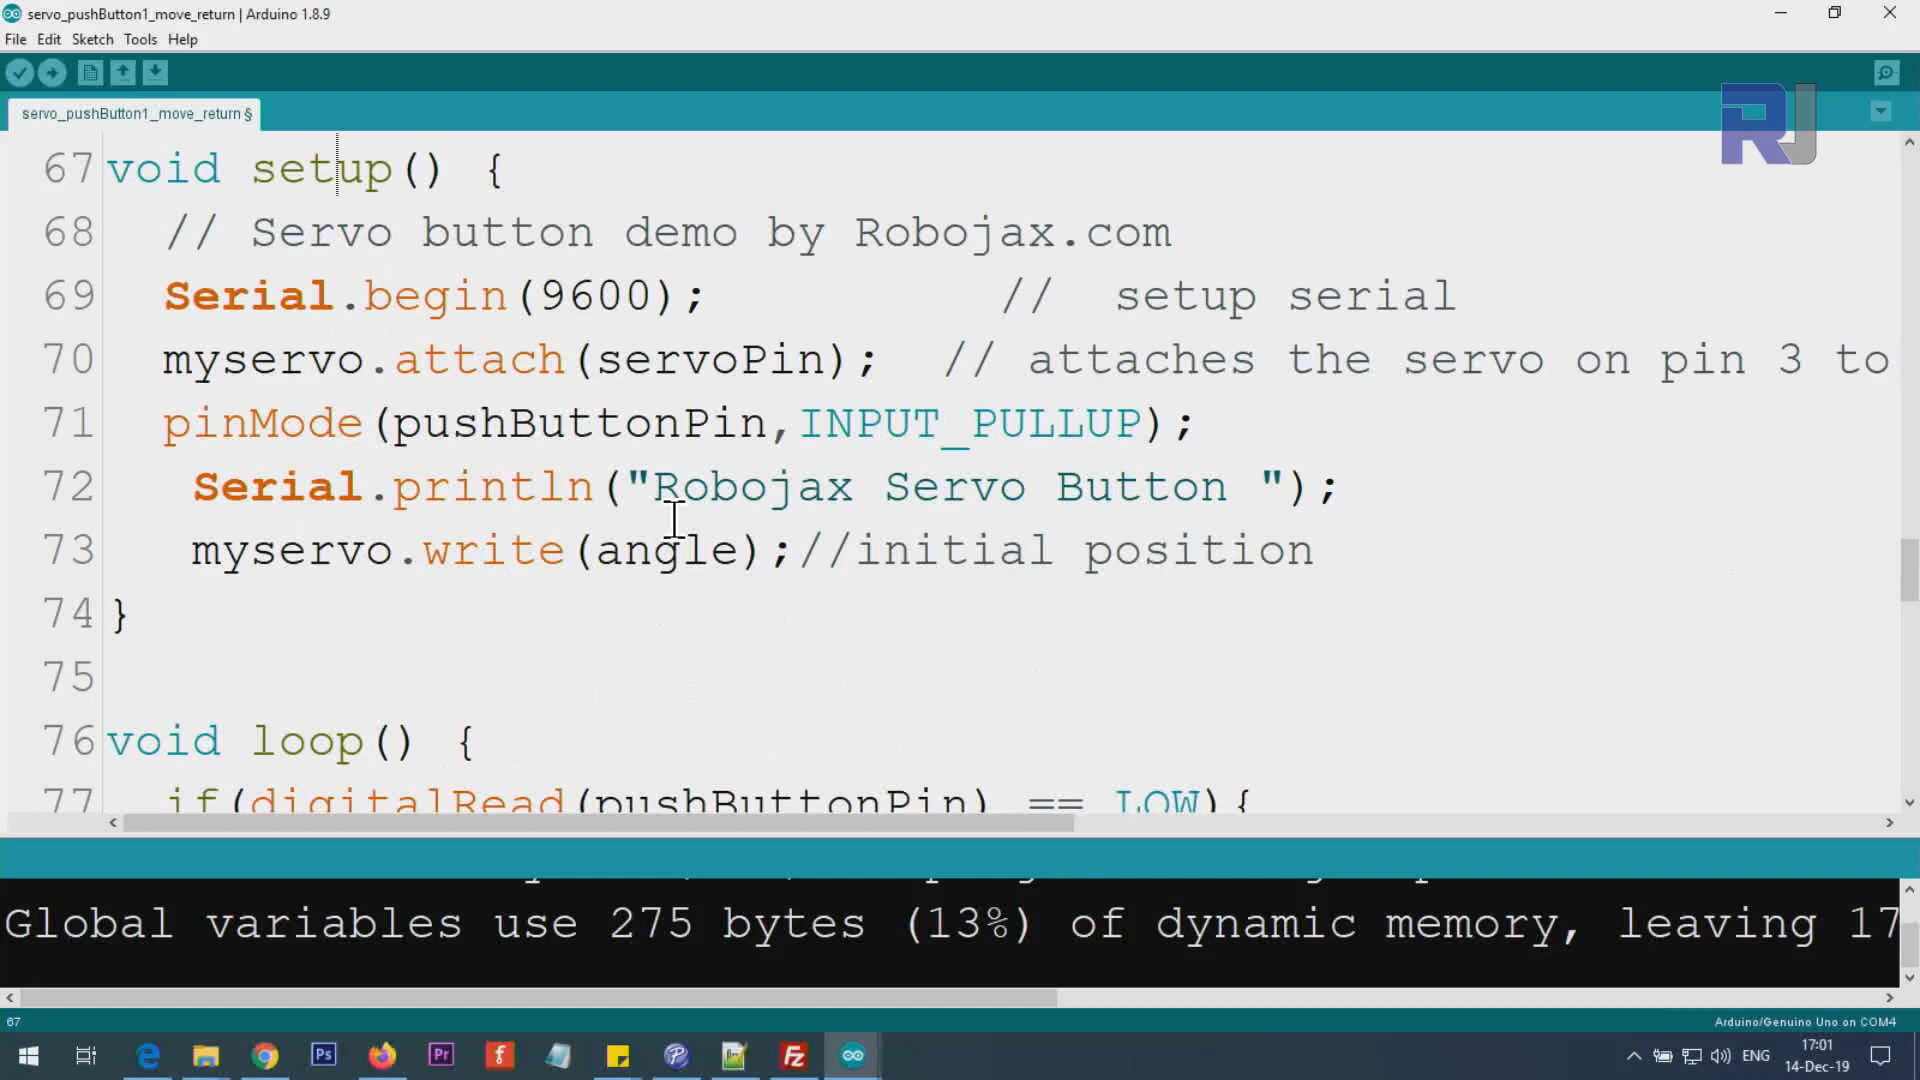 servo_pushButton1_move_return | Arduino 1.8.9
File Edit Sketch Tools Help
servo_pushButton1_move_return §
RJ
67 void setup() {
68 // Servo button demo by Robojax.com
69 Serial.begin(9600); // setup serial
70 myservo.attach(servoPin); // attaches the servo on pin 3 to
71 pinMode(pushButtonPin,INPUT_PULLUP);
72 Serial.println("Robojax Servo Button ");
73 myservo.write(angle);//initial position
74 }
75
76 void loop() {
77 if(digitalRead(pushButtonPin) == LOW){
Global variables use 275 bytes (13%) of dynamic memory, leaving 17
67
Arduino/Genuino Uno on COM4
Ps Pr f P Fz
ENG
17:01
14-Dec-19